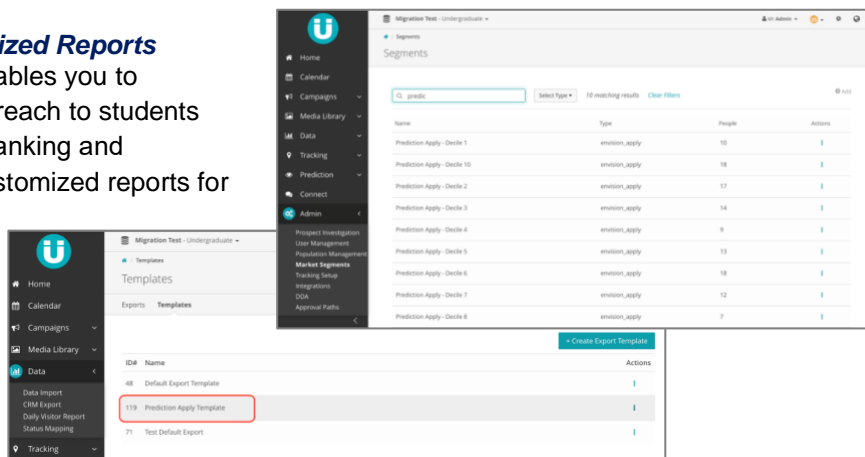 ized Reports
ables you to
reach to students
anking and
stomized reports for
Migration Test - Undergraduate
Admin
Segments
Segments
Home
Calendar
Campaigns
Media Library
Data
Tracking
Prediction
Connect
Admin
Prospect Investigation
User Management
Population Management
Market Segments
Tracking Setup
Integrations
DDA
Approval Paths
predic
Select Type
10 matching results
Clear Filters
Add
Name Type People Actions
Prediction Apply - Decile 1 envision_apply 10
Prediction Apply - Decile 10 envision_apply 18
Prediction Apply - Decile 2 envision_apply 17
Prediction Apply - Decile 3 envision_apply 14
Prediction Apply - Decile 4 envision_apply 9
Prediction Apply - Decile 5 envision_apply 13
Prediction Apply - Decile 6 envision_apply 18
Prediction Apply - Decile 7 envision_apply 12
Prediction Apply - Decile 8 envision_apply 7
Migration Test - Undergraduate
Templates
Templates
Exports Templates
Home
Calendar
Campaigns
Media Library
Data
Data Import
CRM Export
Daily Visitor Report
Status Mapping
Tracking
+ Create Export Template
ID# Name Actions
48 Default Export Template
119 Prediction Apply Template
71 Test Default Export